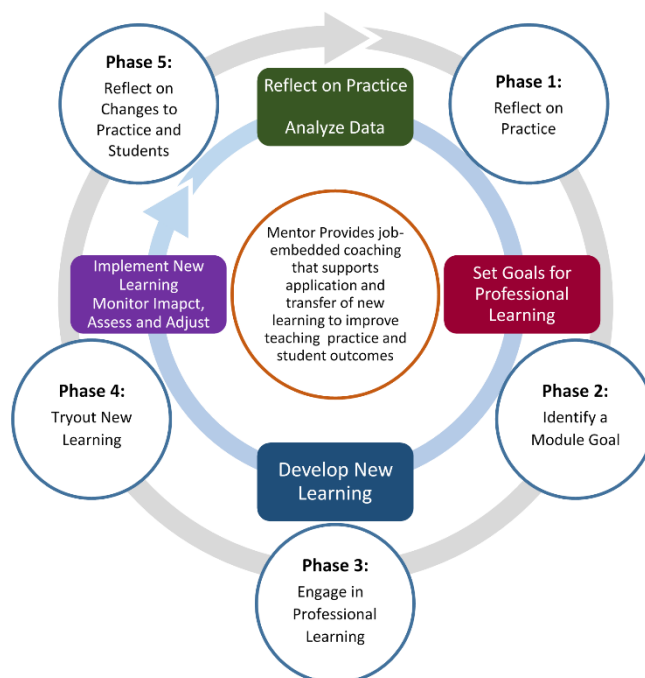 Phase 5:
Reflect on
Changes to
Practice and
Students
Reflect on Practice
Analyze Data
Phase 1:
Reflect on
Practice
Mentor Provides job-
embedded coaching
that supports
application and
transfer of new
learning to improve
teaching practice and
student outcomes
Implement New
Learning
Monitor Imapct,
Assess and Adjust
Set Goals for
Professional
Learning
Phase 4:
Tryout New
Learning
Phase 2:
Identify a
Module Goal
Develop New
Learning
Phase 3:
Engage in
Professional
Learning